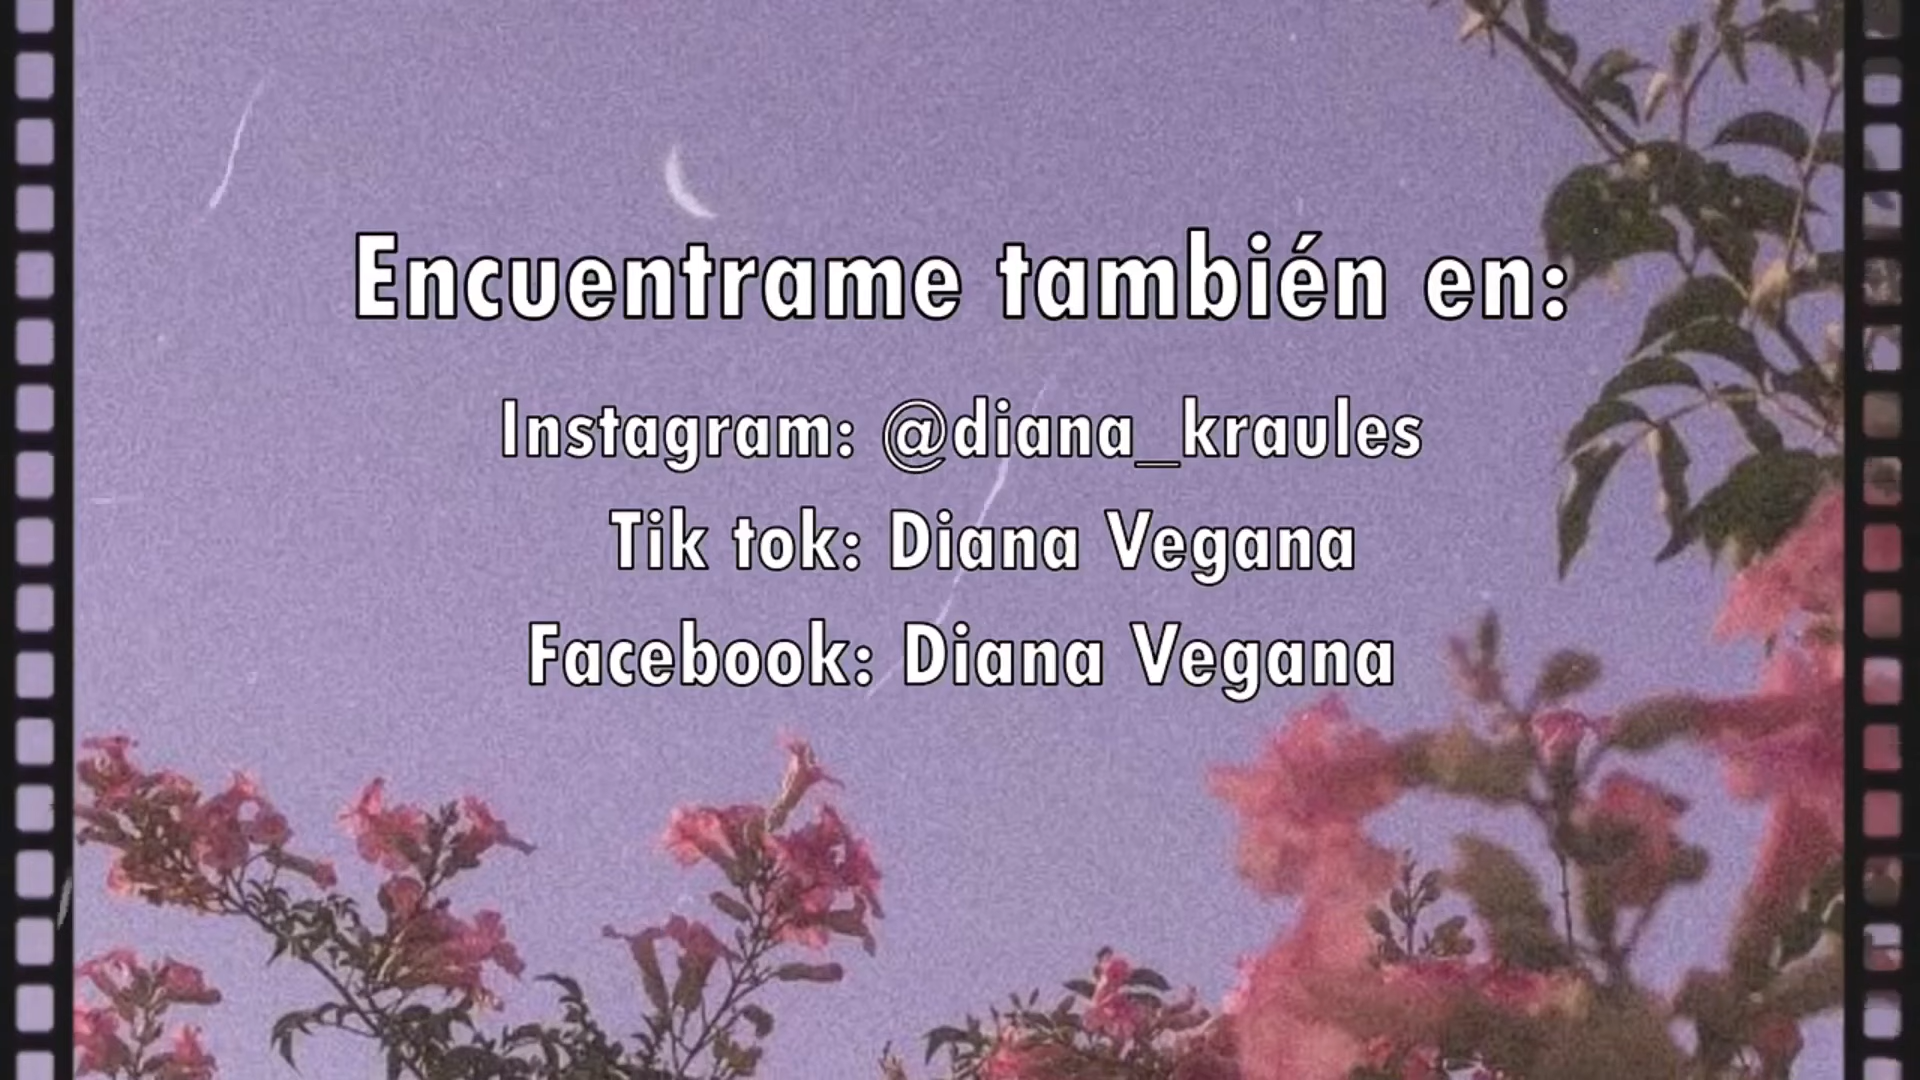 Encuentrame también en:
Instagram: @diana_kraules
Tik tok: Diana Vegana
Facebook: Diana Vegana